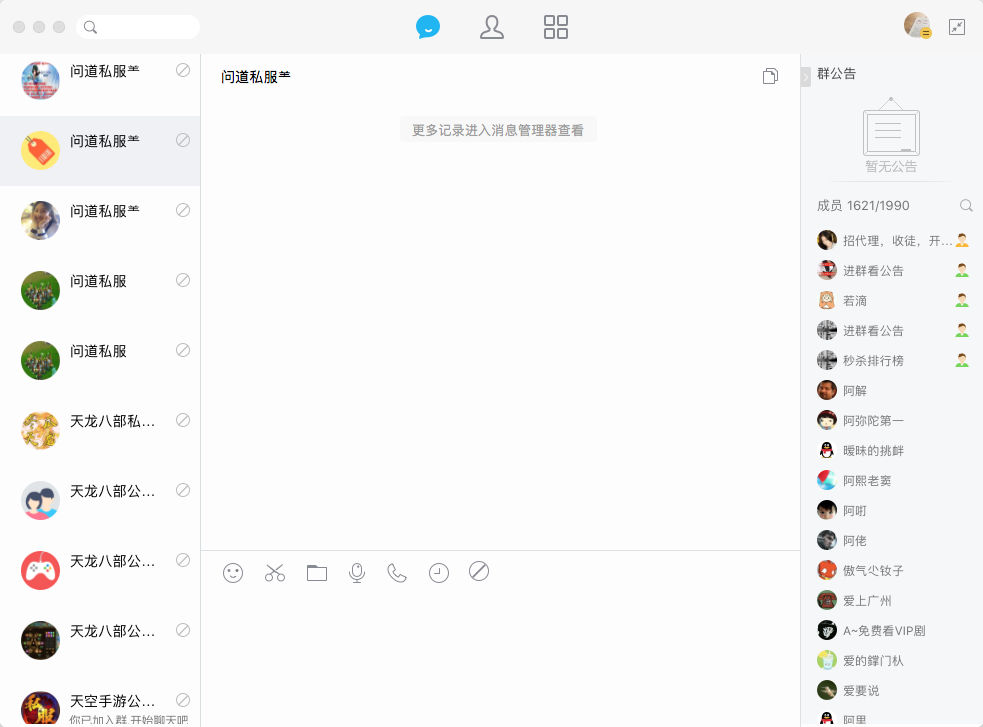 问道私服
问道私服
问道私服
问道私服
问道私服
天龙八部私…
天龙八部公…
天龙八部公…
天龙八部公…
天空手游公…
你已加入群 开始聊天吧
私服
问道私服
更多记录进入消息管理器查看
群公告
暂无公告
成员 1621/1990
招代理，收徒，开…
进群看公告
若滴
进群看公告
秒杀排行榜
阿解
阿弥陀第一
暧昧的挑衅
阿熙老窦
阿咑
阿佬
傲气尐钕子
爱上广州
A~免费看VIP剧
爱的鐣门杁
爱要说
阿里